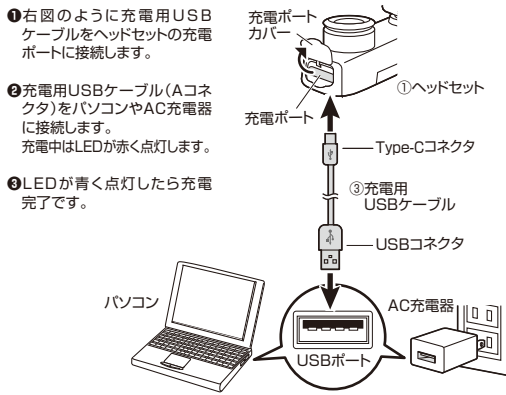 ❶右図のように充電用USB
ケーブルをヘッドセットの充電
ポートに接続します。
❷充電用USBケーブル(Aコネ
クタ)をパソコンやAC充電器
に接続します。
充電中はLEDが赤く点灯します。
❸LEDが青く点灯したら充電
完了です。
充電ポート
カバー
①ヘッドセット
充電ポート
Type-Cコネクタ
③充電用
USBケーブル
USBコネクタ
パソコン
AC充電器
USBポート